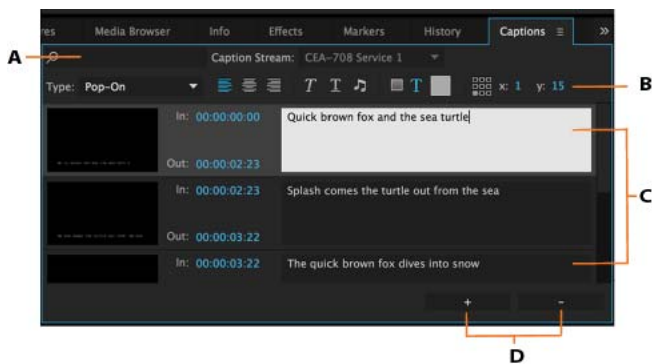 res Media Browser Info Effects Markers History Captions ≡ »
A
Caption Stream: CEA-708 Service 1
Type: Pop-On T T x: 1 y: 15
B
In: 00:00:00:00 Quick brown fox and the sea turtle
Out: 00:00:02:23
C
In: 00:00:02:23 Splash comes the turtle out from the sea
Out: 00:00:03:22
In: 00:00:03:22 The quick brown fox dives into snow
+ -
D